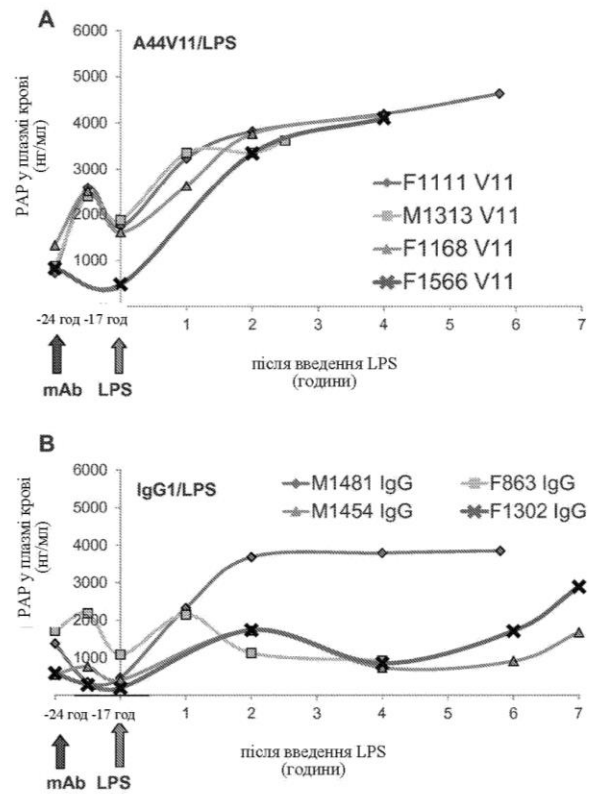 A
A44V11/LPS
PAP у плазмі крові
(нг/мл)
6000
5000
4000
3000
2000
1000
F1111 V11
M1313 V11
F1168 V11
F1566 V11
-24 год -17 год
1 2 3 4 5 6 7
mAb LPS
після введення LPS
(години)
B
IgG1/LPS
PAP у плазмі крові
(нг/мл)
6000
5000
4000
3000
2000
1000
M1481 IgG F863 IgG
M1454 IgG F1302 IgG
-24 год -17 год
1 2 3 4 5 6 7
mAb LPS
після введення LPS
(години)